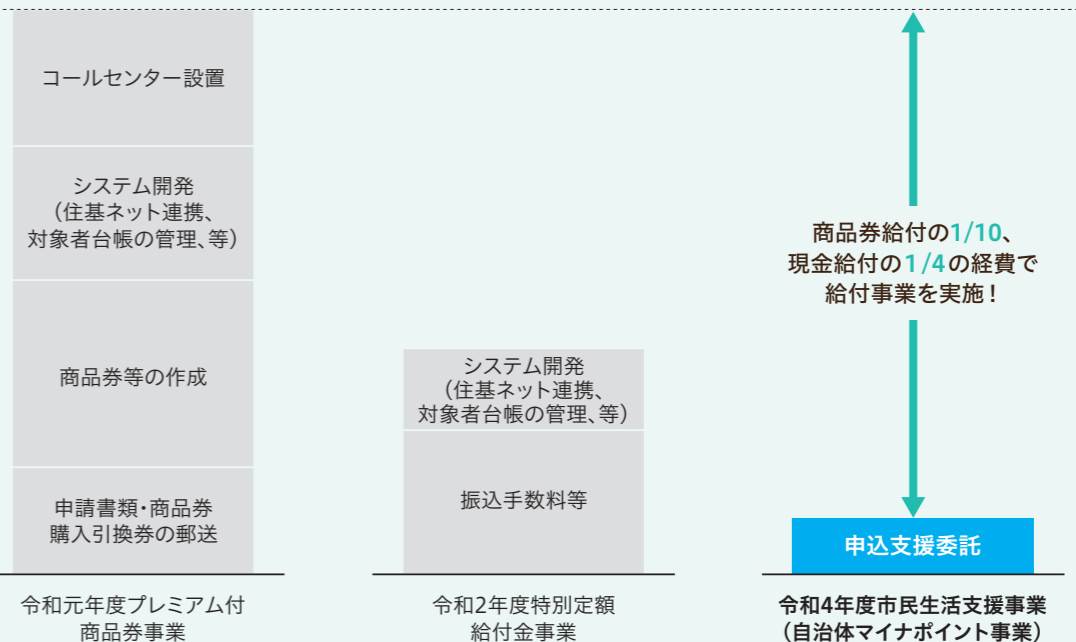 コールセンター設置
システム開発
（住基ネット連携、
対象者台帳の管理、等）
商品券等の作成
申請書類・商品券
購入引換券の郵送
令和元年度プレミアム付
商品券事業
システム開発
（住基ネット連携、
対象者台帳の管理、等）
振込手数料等
令和2年度特別定額
給付金事業
商品券給付の1/10、
現金給付の1/4の経費で
給付事業を実施！
申込支援委託
令和4年度市民生活支援事業
（自治体マイナポイント事業）